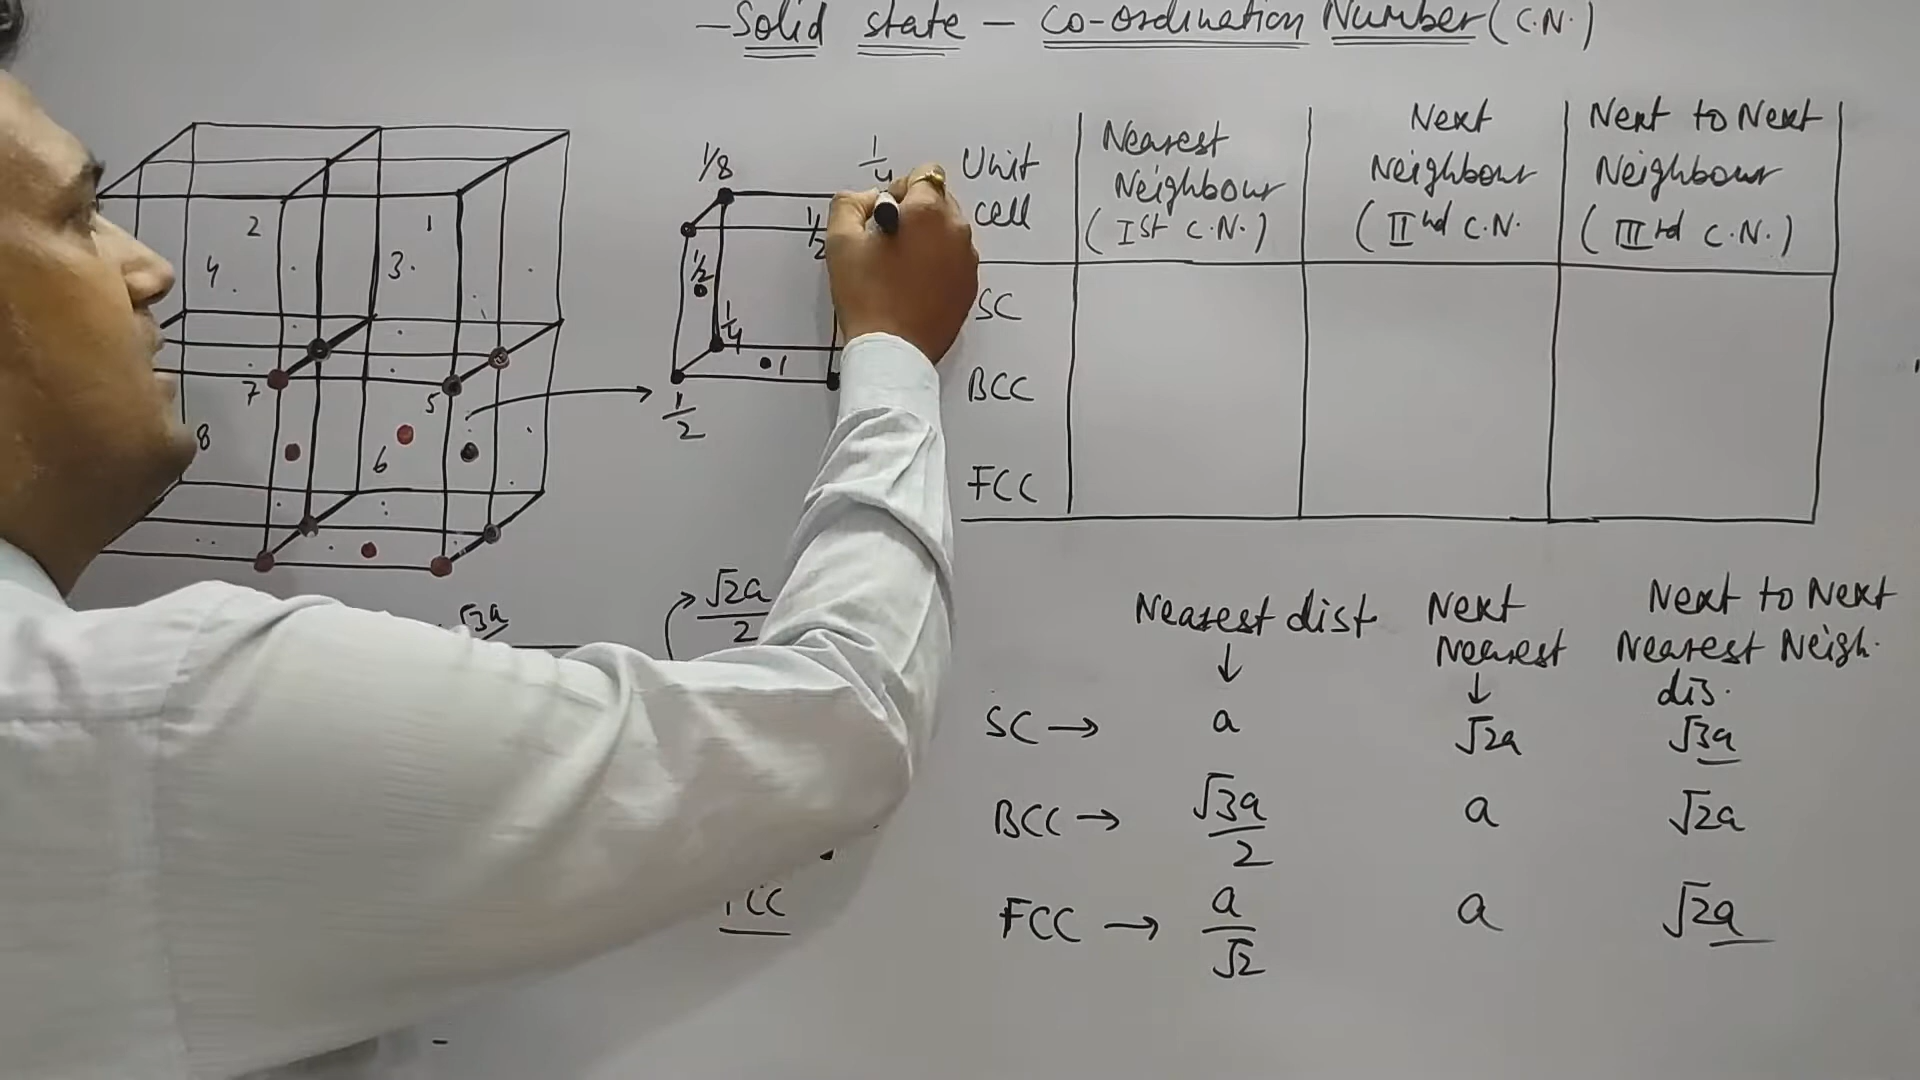 - Solid state - Co-ordination Number (C.N.)
2
1
4
3
7
5
8
6
1/8
1/4
1/2
1/2
1/4
1
1/2
Unit cell
Nearest Neighbour (Ist C.N.)
Next Neighbour (IInd C.N.
Next to Next Neighbour (IIIrd C.N.)
SC
BCC
FCC
√3a
√2a/2
Nearest dist
Next Nearest
Next to Next Nearest Neigh. dis.
SC → a √2a √3a
BCC → √3a/2 a √2a
FCC → a/√2 a √2a